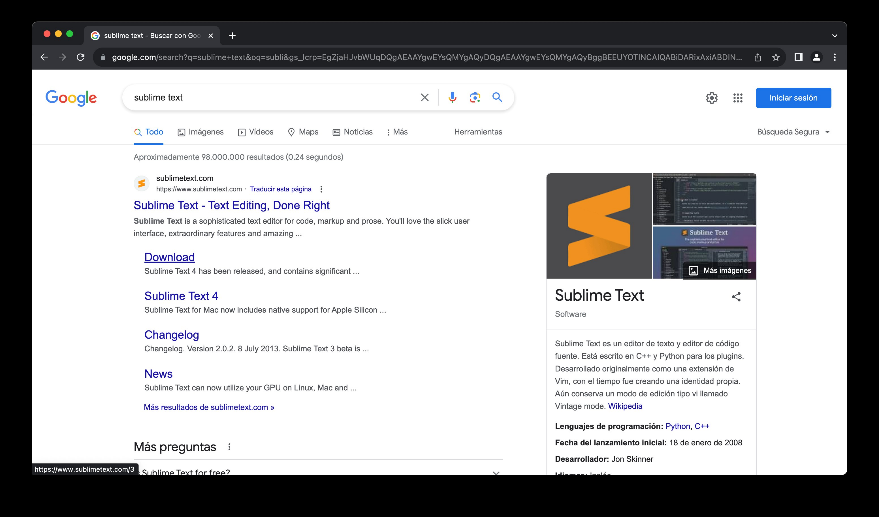 sublime text - Buscar con Goo
google.com/search?q=sublime+text&oq=subli&gs_lcrp=EgZjaHJvbWUqDQgAEAAYgwEYsQMYgAQyDQgAEAAYgwEYsQMYgAQyBggBEEUYOTINCAIQABiDARixAxiABDIN...
Google
sublime text
Iniciar sesión
Todo
Imágenes
Vídeos
Maps
Noticias
Más
Herramientas
Búsqueda Segura
Aproximadamente 98.000.000 resultados (0,24 segundos)
sublimetext.com
https://www.sublimetext.com · Traducir esta página
Sublime Text - Text Editing, Done Right
Sublime Text is a sophisticated text editor for code, markup and prose. You'll love the slick user
interface, extraordinary features and amazing ...
Download
Sublime Text 4 has been released, and contains significant ...
Sublime Text 4
Sublime Text for Mac now includes native support for Apple Silicon ...
Changelog
Changelog. Version 2.0.2. 8 July 2013. Sublime Text 3 beta is ...
News
Sublime Text can now utilize your GPU on Linux, Mac and ...
Más resultados de sublimetext.com »
Más preguntas
Sublime Text for free?
https://www.sublimetext.com/3
Sublime Text
Más imágenes
Sublime Text
Software
Sublime Text es un editor de texto y editor de código
fuente. Está escrito en C++ y Python para los plugins.
Desarrollado originalmente como una extensión de
Vim, con el tiempo fue creando una identidad propia.
Aún conserva un modo de edición tipo vi llamado
Vintage mode. Wikipedia
Lenguajes de programación: Python, C++
Fecha del lanzamiento inicial: 18 de enero de 2008
Desarrollador: Jon Skinner
Idioma: Inglés